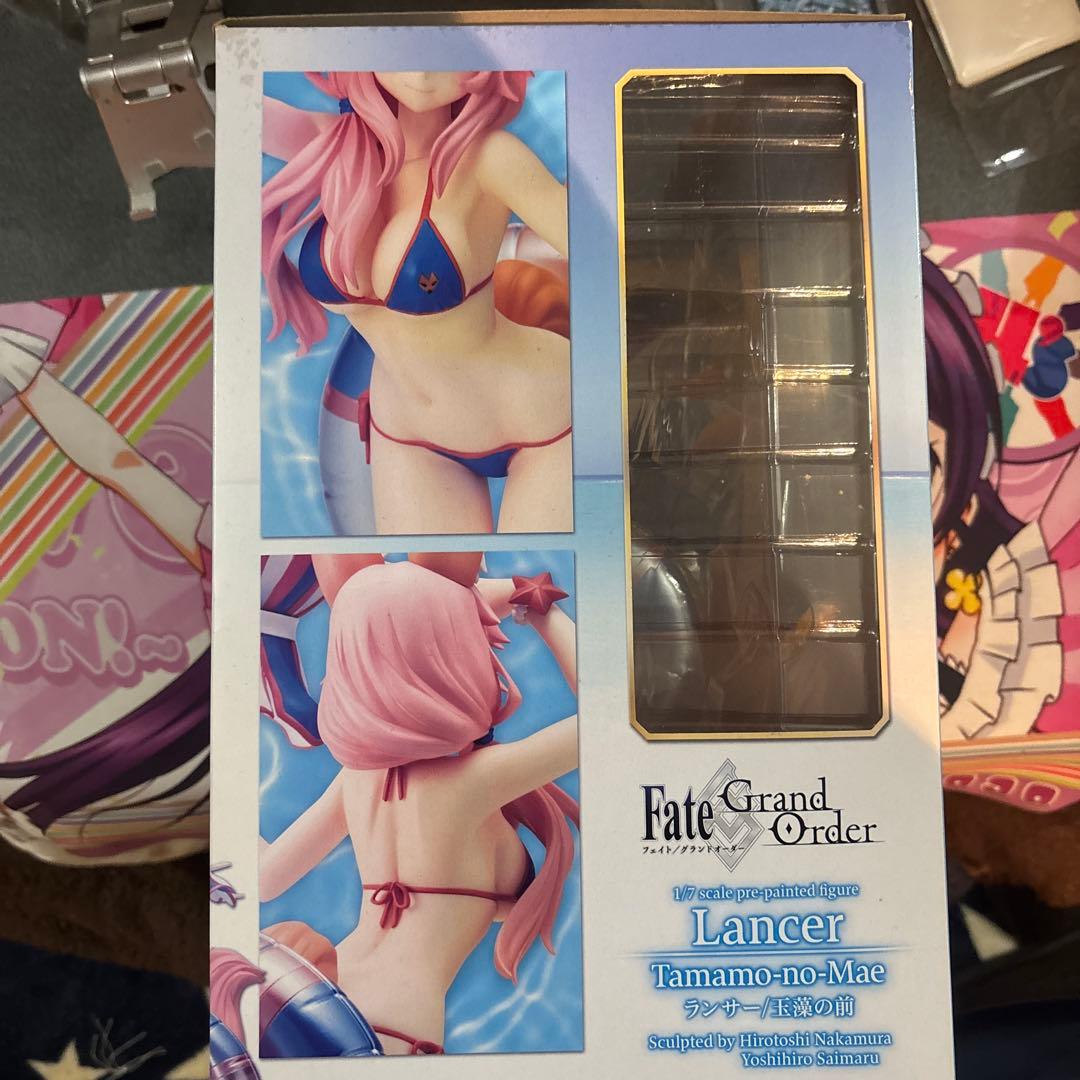 ON!~
Fate
Grand
Order
フェイト/グランドオーダー
1/7 scale pre-painted figure
Lancer
Tamamo-no-Mae
ランサー/玉藻の前
Sculpted by Hirotoshi Nakamura
Yoshihiro Saimaru